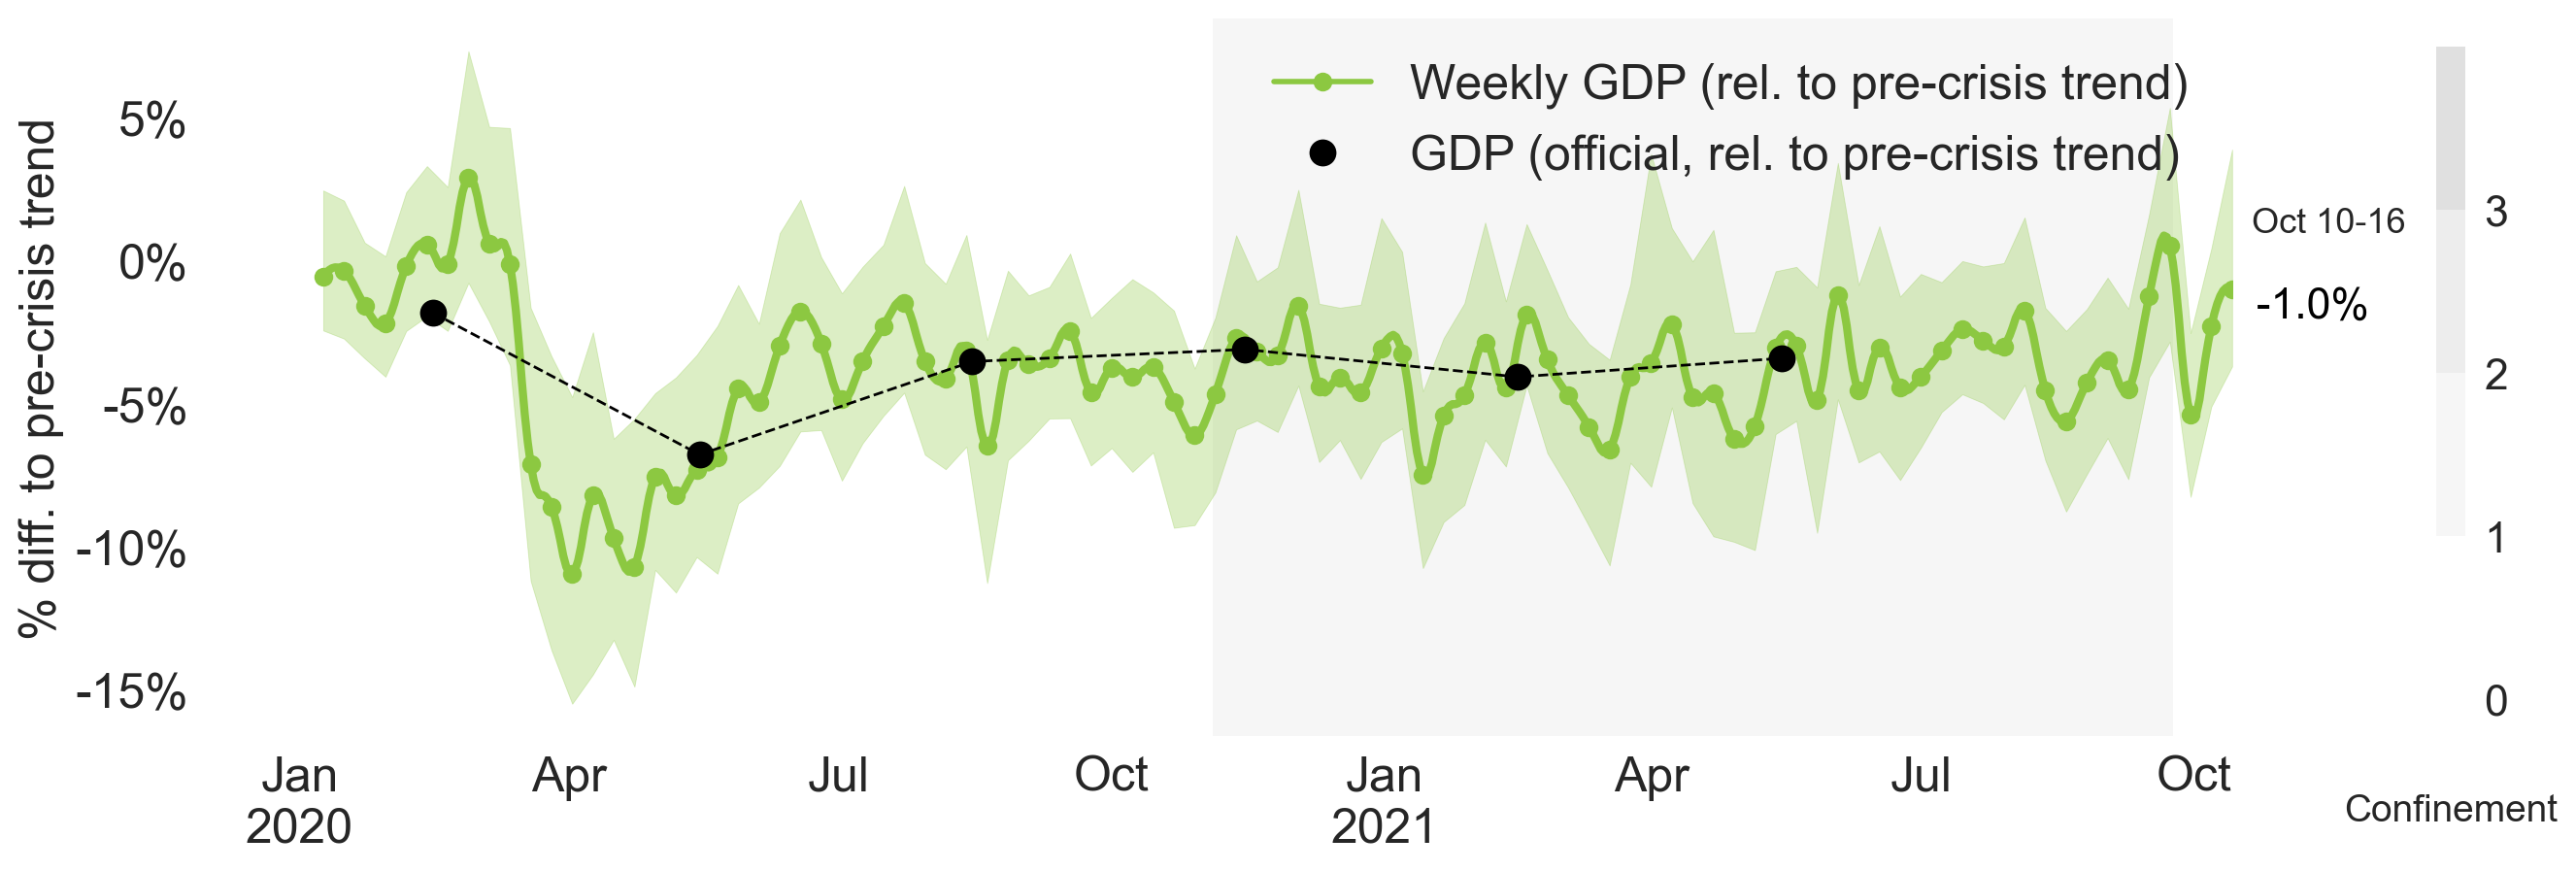 Weekly GDP (rel. to pre-crisis trend)
GDP (official, rel. to pre-crisis trend)
% diff. to pre-crisis trend
5%
0%
-5%
-10%
-15%
Jan
2020
Apr
Jul
Oct
Jan
2021
Apr
Jul
Oct
Oct 10-16
-1.0%
3
2
1
0
Confinement